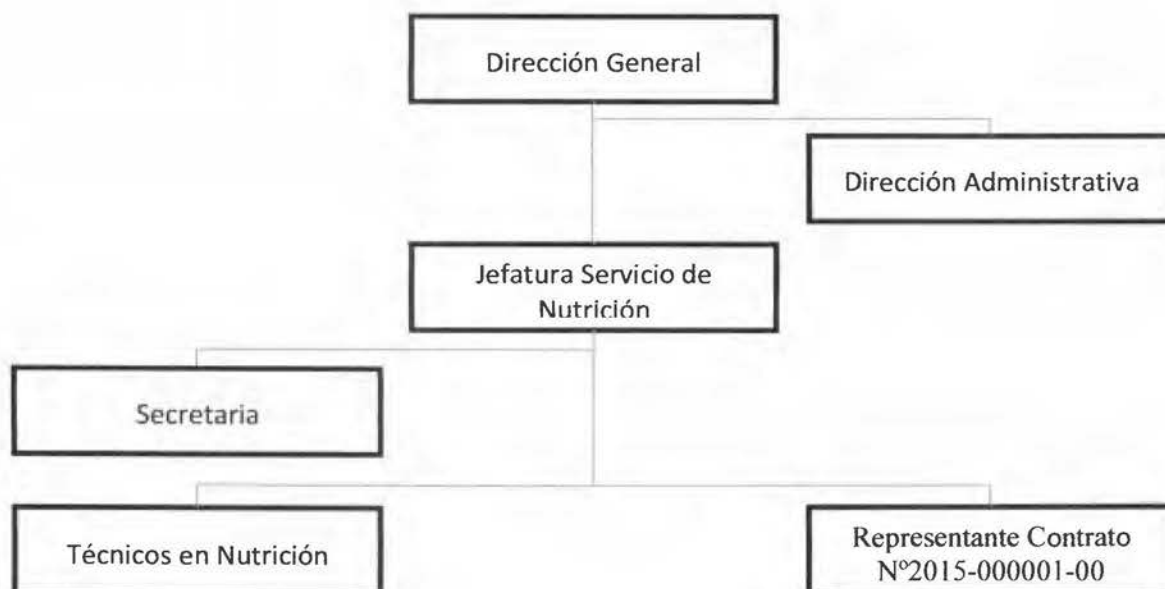 Dirección General
Dirección Administrativa
Jefatura Servicio de
Nutrición
Secretaria
Técnicos en Nutrición
Representante Contrato
Nº2015-000001-00